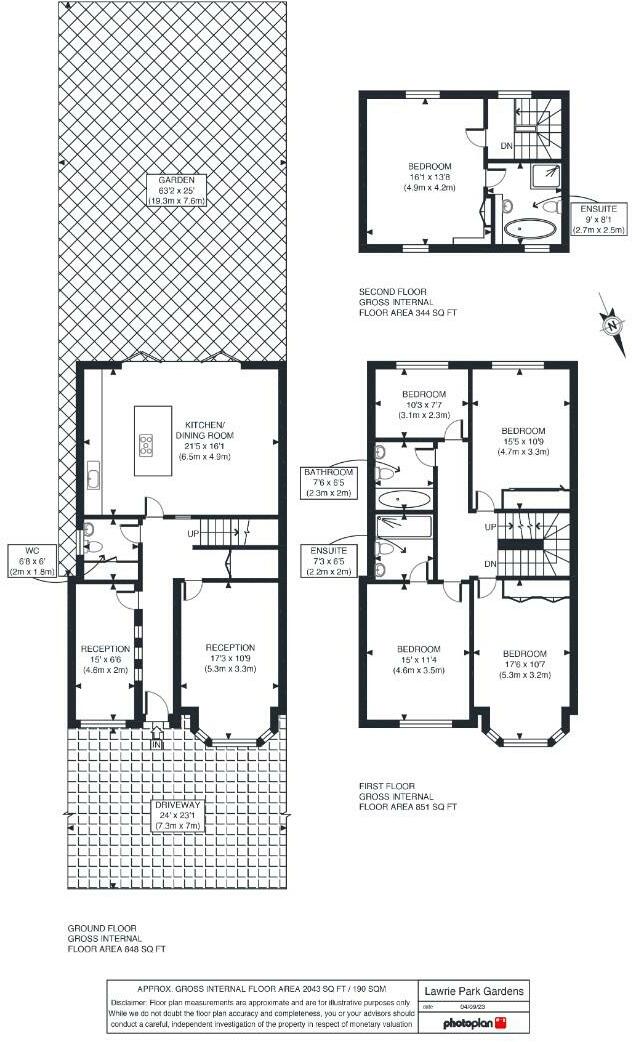 GARDEN
63'2 x 25'
(19.3m x 7.6m)
BEDROOM
16'1 x 13'8
(4.9m x 4.2m)
DN
ENSUITE
9' x 8'1
(2.7m x 2.5m)
SECOND FLOOR
GROSS INTERNAL
FLOOR AREA 344 SQ FT
N
KITCHEN/
DINING ROOM
21'5 x 16'1
(6.5m x 4.9m)
UP
WC
6'8 x 6'
(2m x 1.8m)
RECEPTION
15' x 6'6
(4.6m x 2m)
RECEPTION
17'3 x 10'9
(5.3m x 3.3m)
IN
DRIVEWAY
24' x 23'1
(7.3m x 7m)
GROUND FLOOR
GROSS INTERNAL
FLOOR AREA 848 SQ FT
BEDROOM
10'3 x 7'7
(3.1m x 2.3m)
BEDROOM
15'5 x 10'9
(4.7m x 3.3m)
BATHROOM
7'6 x 6'5
(2.3m x 2m)
ENSUITE
7'3 x 6'5
(2.2m x 2m)
UP
DN
BEDROOM
15' x 11'4
(4.6m x 3.5m)
BEDROOM
17'6 x 10'7
(5.3m x 3.2m)
FIRST FLOOR
GROSS INTERNAL
FLOOR AREA 851 SQ FT
APPROX. GROSS INTERNAL FLOOR AREA 2043 SQ FT / 190 SQM
Disclaimer: Floor plan measurements are approximate and are for illustrative purposes only.
While we do not doubt the floor plan accuracy and completeness, you or your advisors should
conduct a careful, independent investigation of the property in respect of monetary valuation
Lawrie Park Gardens
date 04/09/23
photoplan